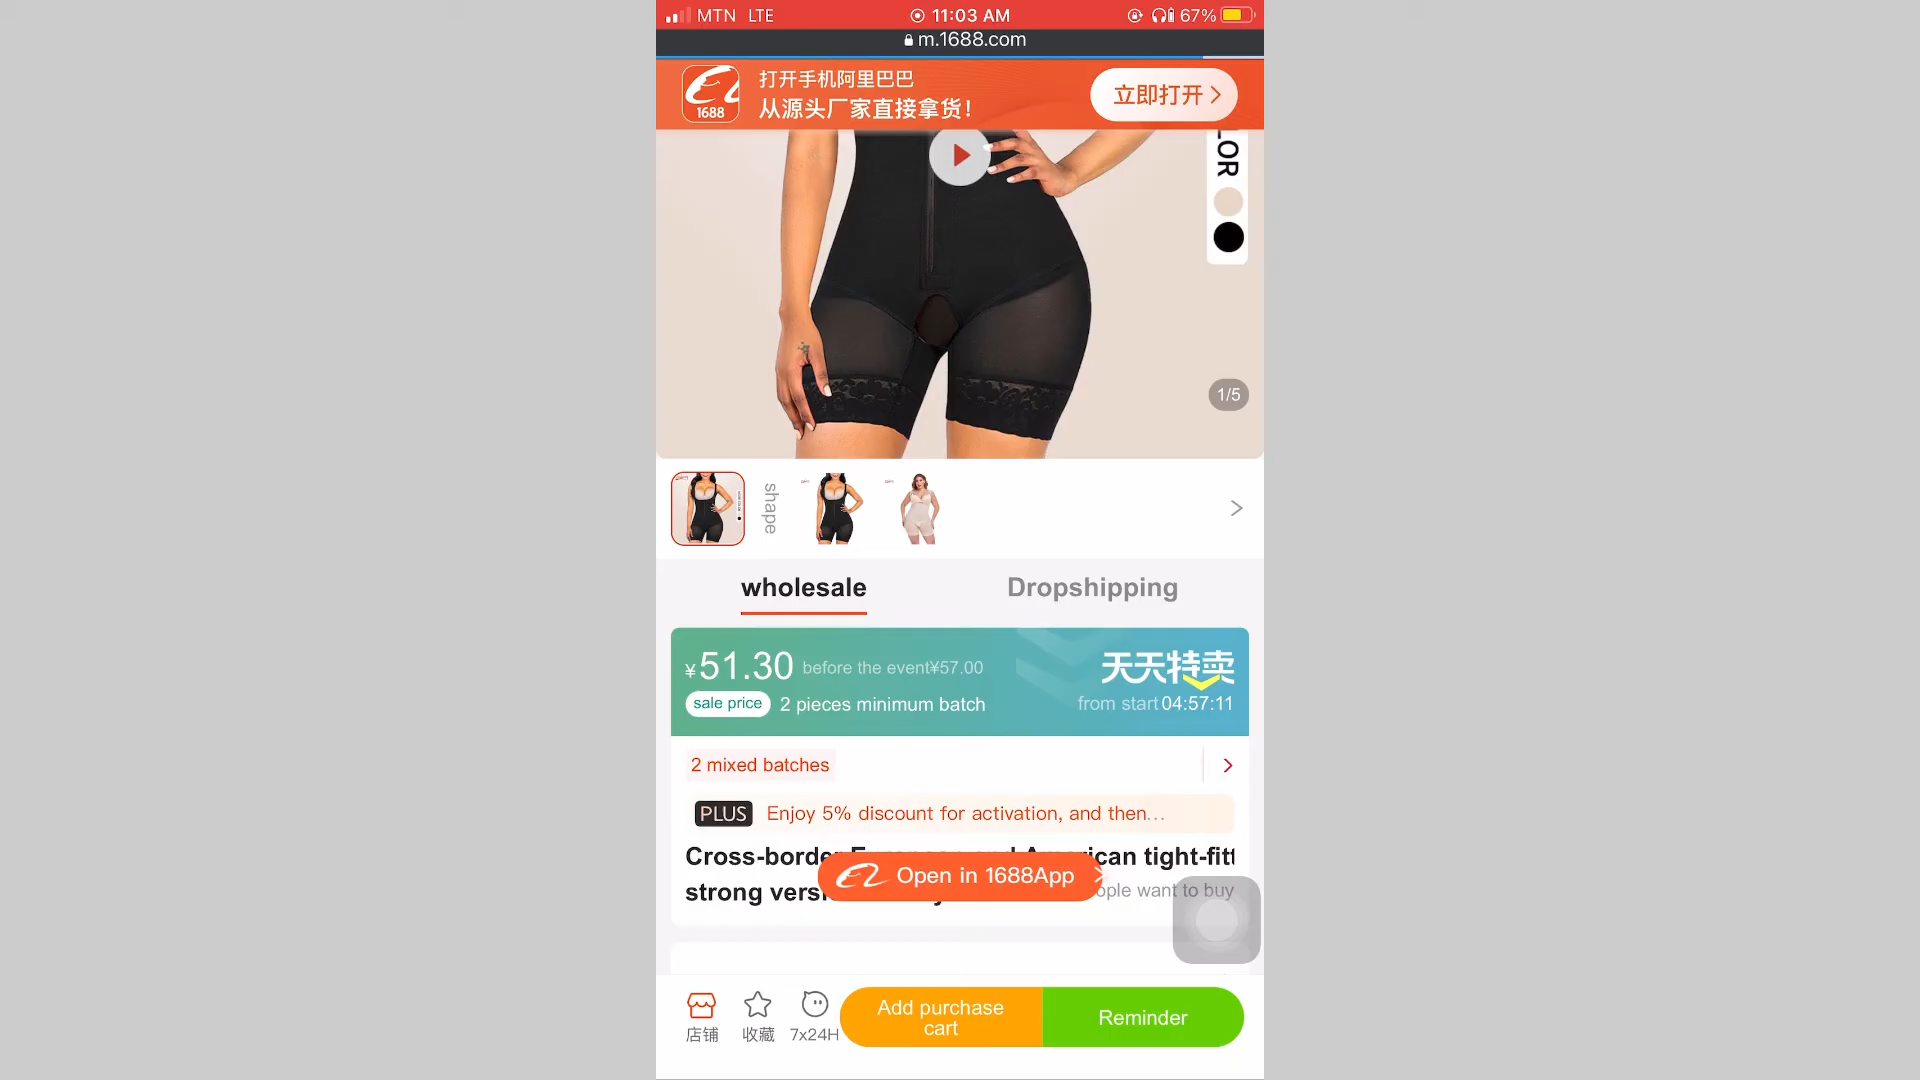 MTN LTE 11:03 AM 67%
m.1688.com
打开手机阿里巴巴
从源头厂家直接拿货！
1688
立即打开
LOR
1/5
shape
wholesale Dropshipping
¥51.30 before the event¥57.00 天天特卖
sale price 2 pieces minimum batch from start 04:57:11
2 mixed batches
PLUS Enjoy 5% discount for activation, and then...
Cross-border European and American tight-fitt
strong versi
Open in 1688App
ople want to buy
店铺 收藏 7x24H
Add purchase
cart
Reminder